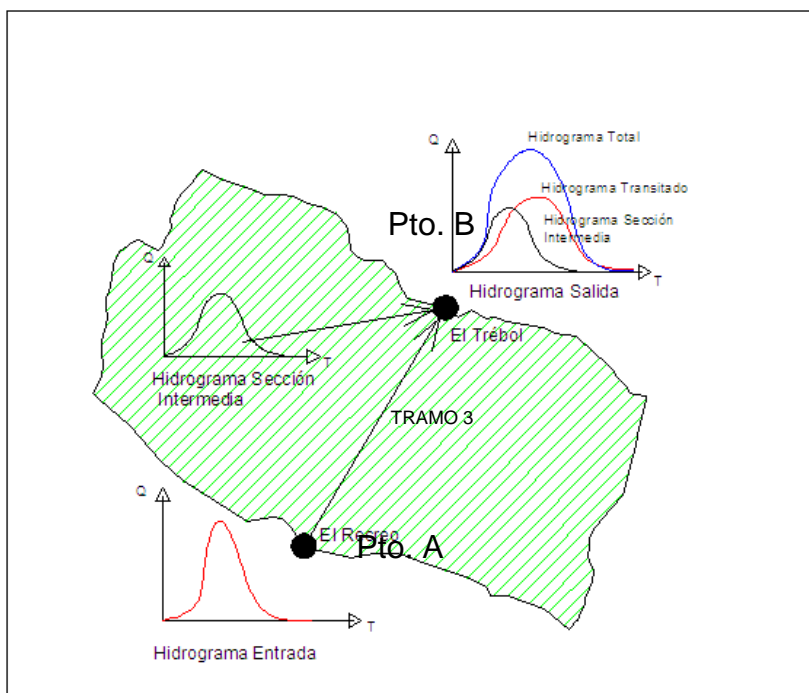 Hidrograma Total
Q
Hidrograma Transitado
Hidrograma Sección
Intermedia
Pto. B
T
Hidrograma Salida
Q
El Trébol
T
Hidrograma Sección
Intermedia
TRAMO 3
Q
El Recreo
Pto. A
T
Hidrograma Entrada